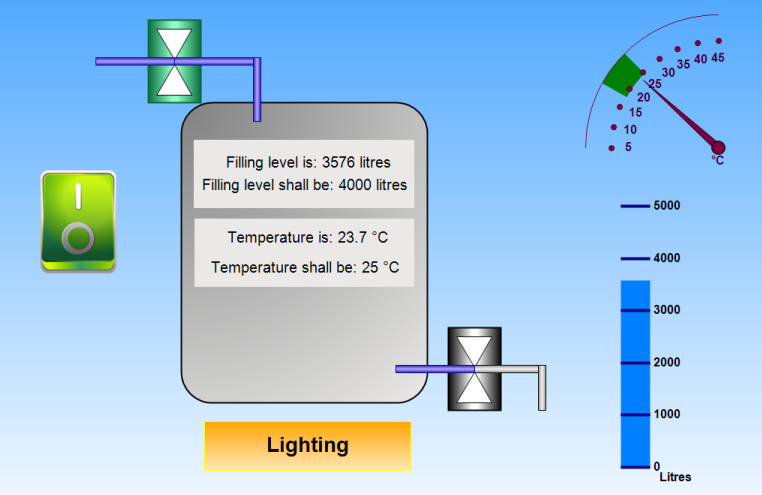 Filling level is: 3576 litres
Filling level shall be: 4000 litres
Temperature is: 23.7 °C
Temperature shall be: 25 °C
Lighting
5
10
15
20
25
30
35
40
45
°C
5000
4000
3000
2000
1000
0
Litres